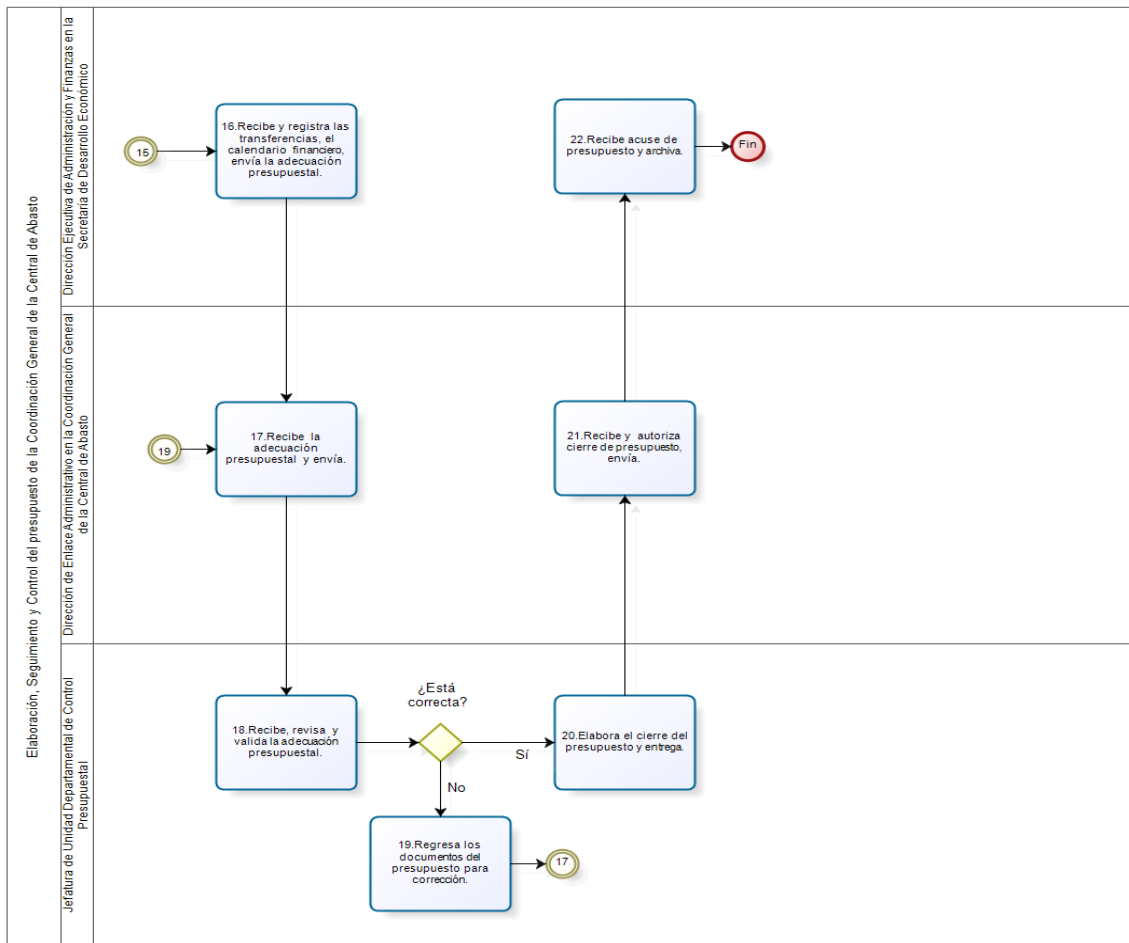 Elaboración, Seguimiento y Control del presupuesto de la Coordinación General de la Central de Abasto
Dirección Ejecutiva de Administración y Finanzas en la
Secretaría de Desarrollo Económico
15
16.Recibe y registra las
transferencias, el
calendario financiero,
envía la adecuación
presupuestal.
22.Recibe acuse de
presupuesto y archiva.
Fin
Dirección de Enlace Administrativo en la Coordinación General
de la Central de Abasto
19
17.Recibe la
adecuación
presupuestal y envía.
21.Recibe y autoriza
cierre de presupuesto,
envía.
Jefatura de Unidad Departamental de Control
Presupuestal
18.Recibe, revisa y
valida la adecuación
presupuestal.
¿Está
correcta?
Sí
No
20.Elabora el cierre del
presupuesto y entrega.
19.Regresa los
documentos del
presupuesto para
corrección.
17